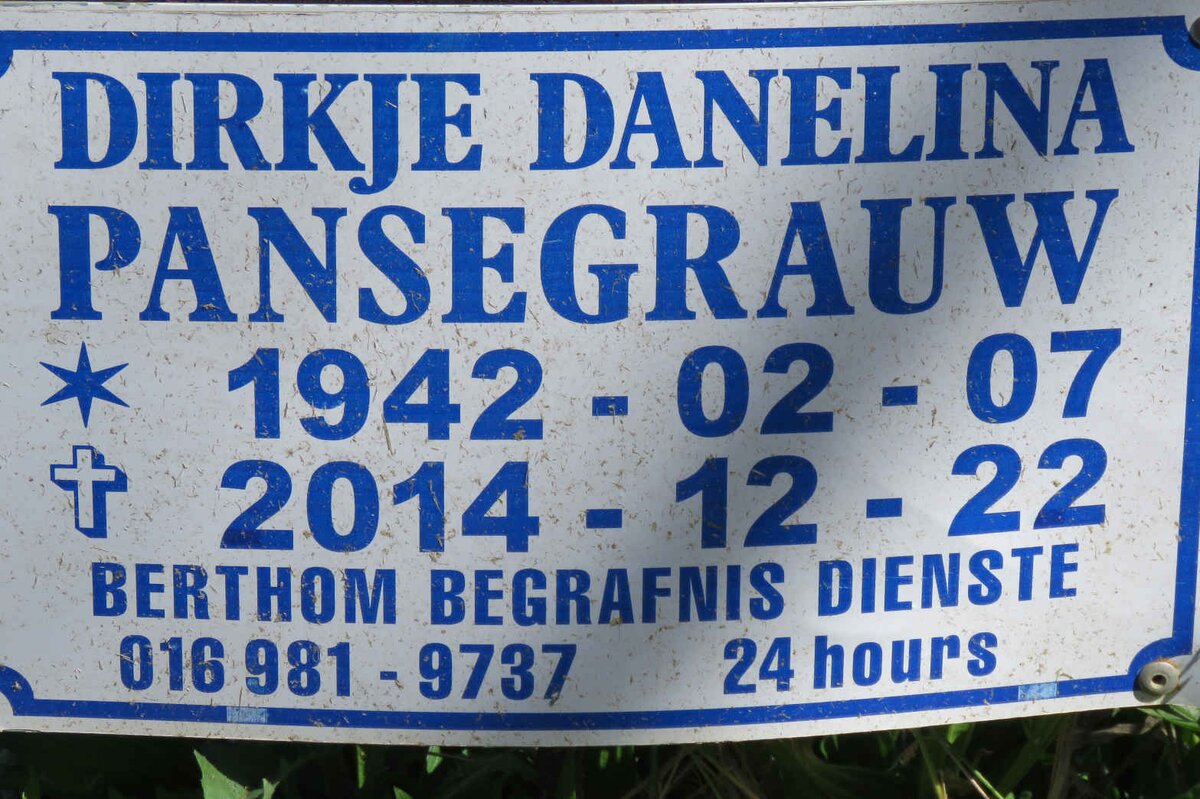 DIRKJE DANELINA
PANSEGRAUW
1942 - 02 - 07
2014 - 12 - 22
BERTHOM BEGRAFNIS DIENSTE
016 981 - 9737 24 hours